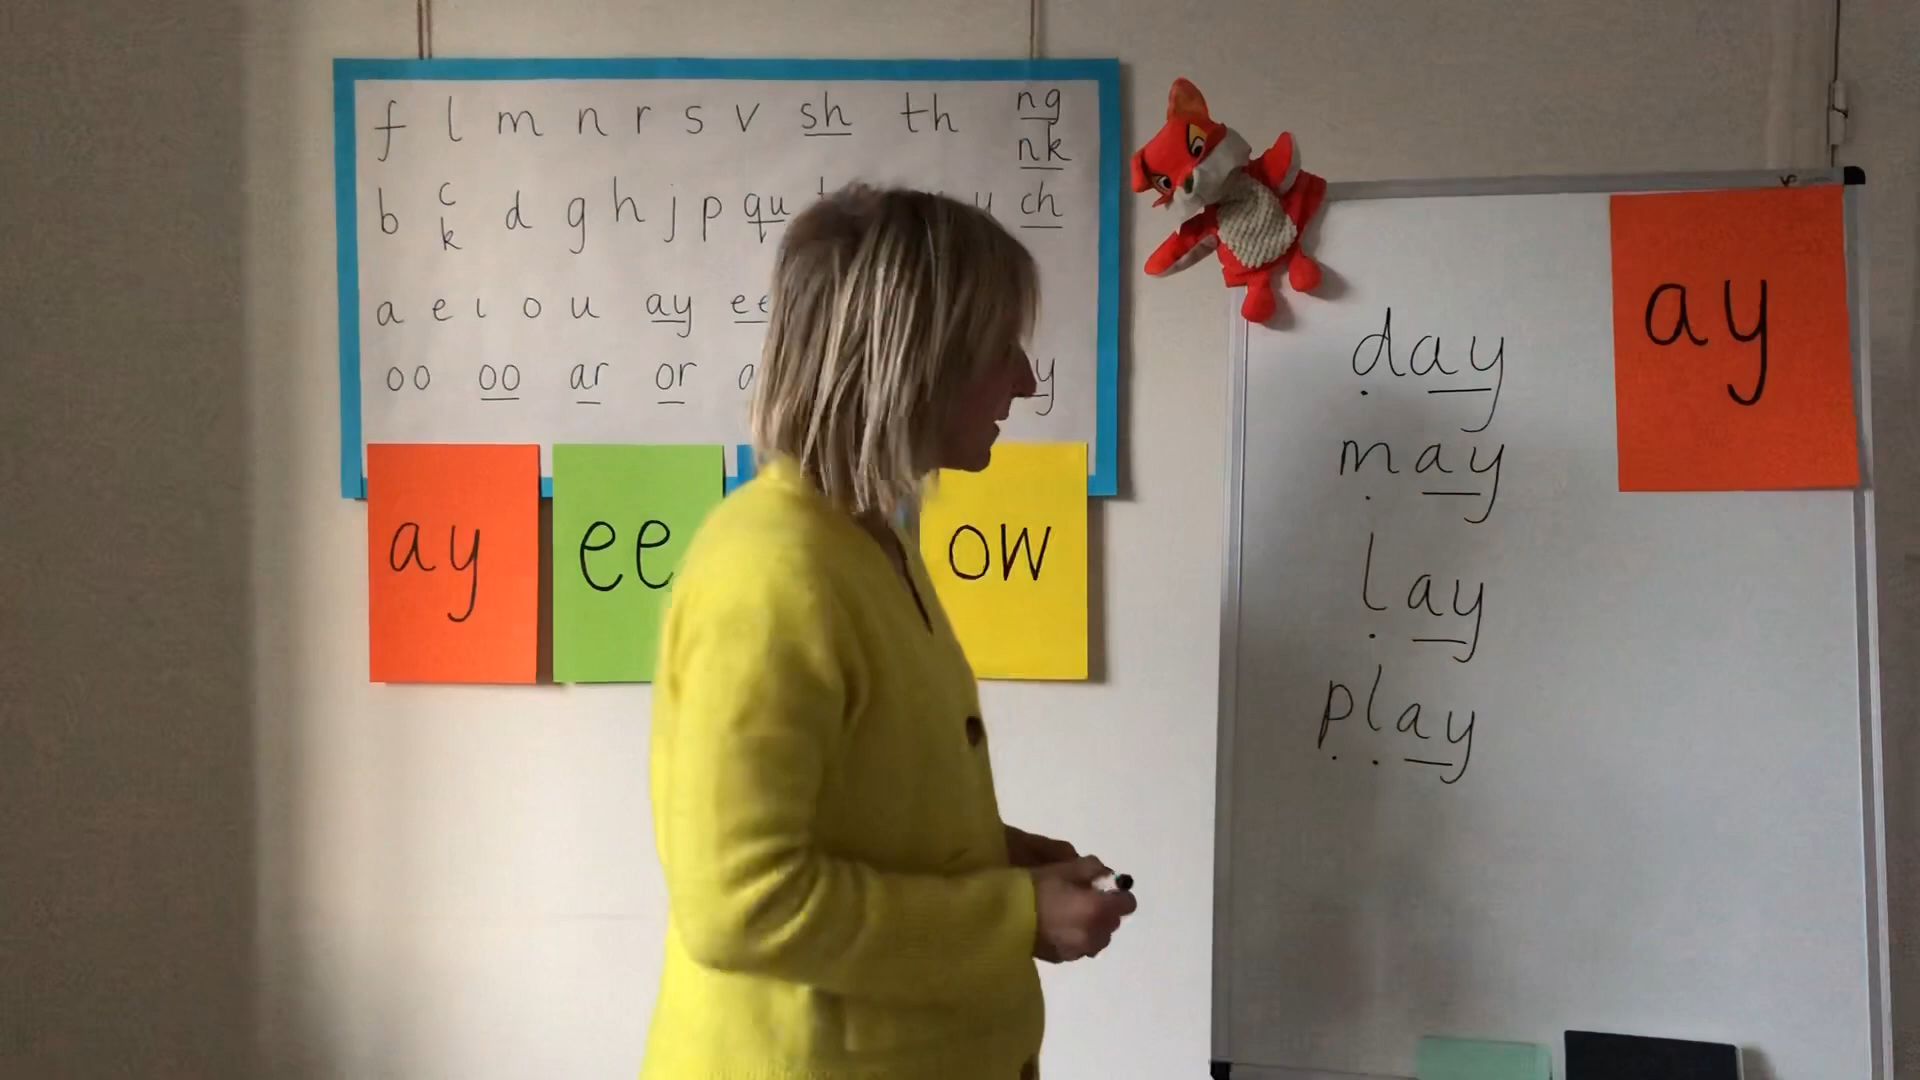 f l m n r s v sh th ng
nk
b c d g h j p qu ch
k
a e i o u ay ee
oo oo ar or
ay ee ow
ay
day
may
lay
play